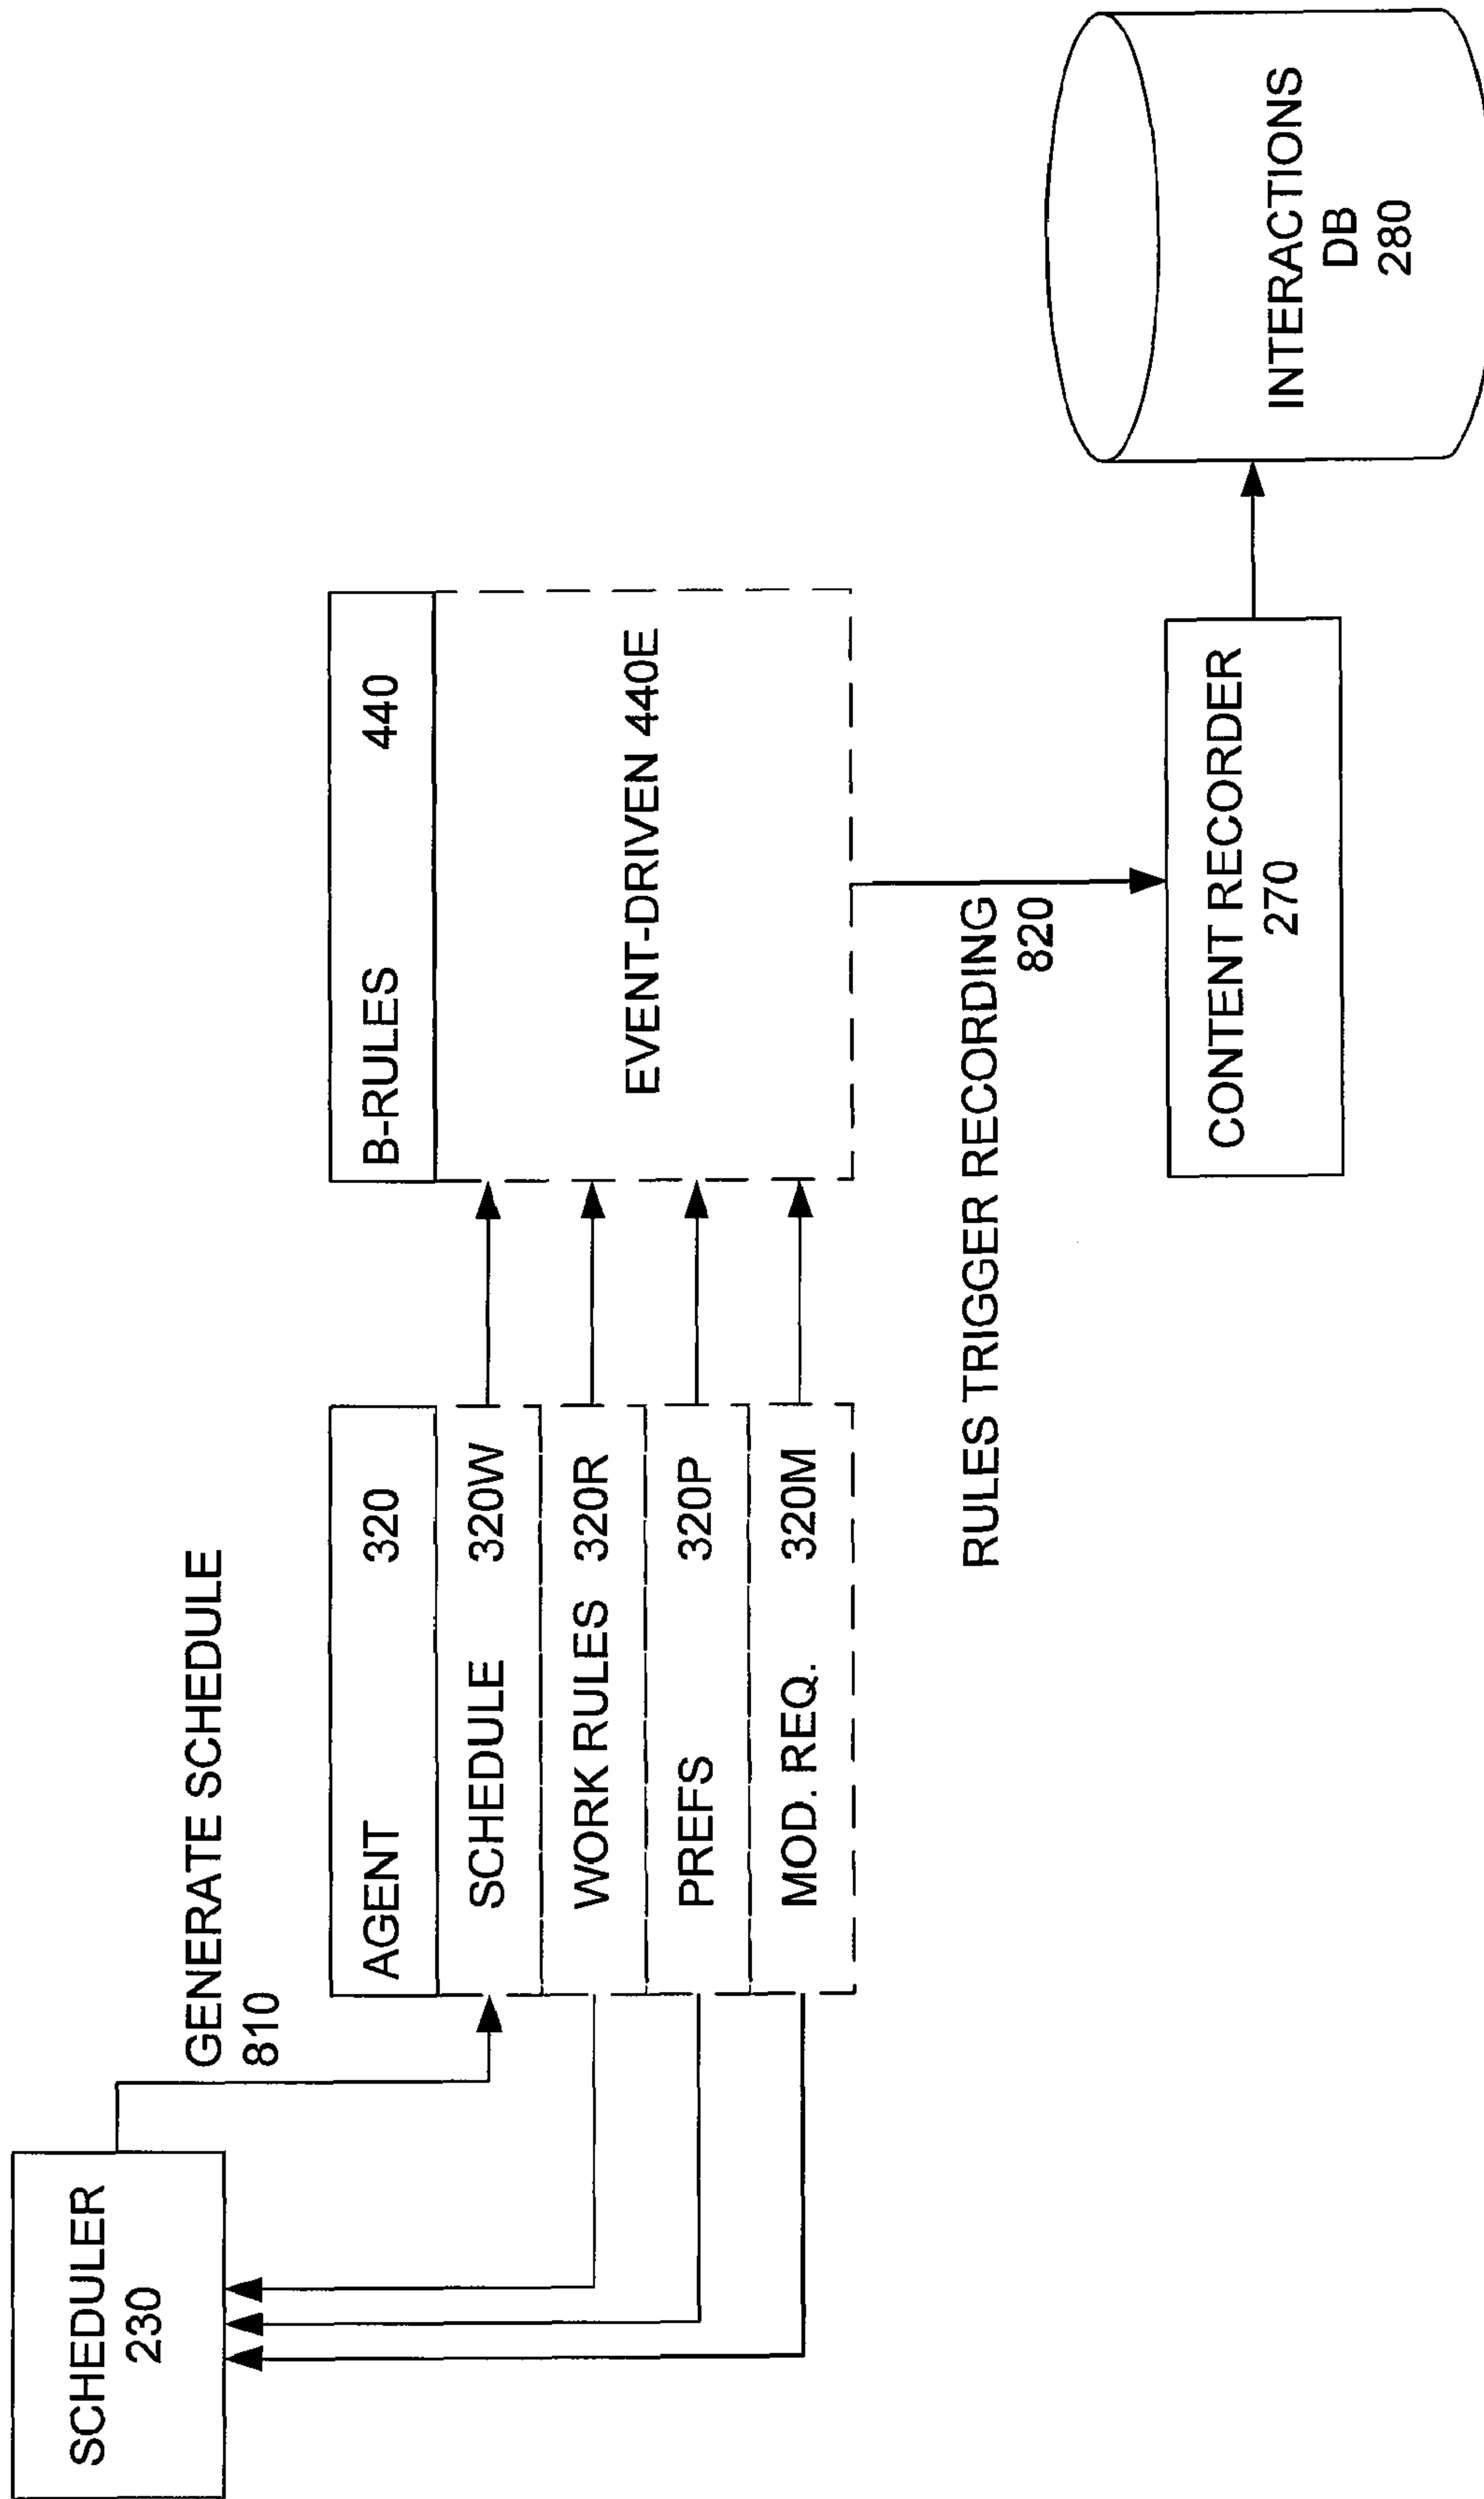 SCHEDULER
230
GENERATE SCHEDULE
810
AGENT 320
SCHEDULE 320W
WORK RULES 320R
PREFS 320P
MOD. REQ. 320M
B-RULES 440
EVENT-DRIVEN 440E
RULES TRIGGER RECORDING
820
CONTENT RECORDER
270
INTERACTIONS
DB
280